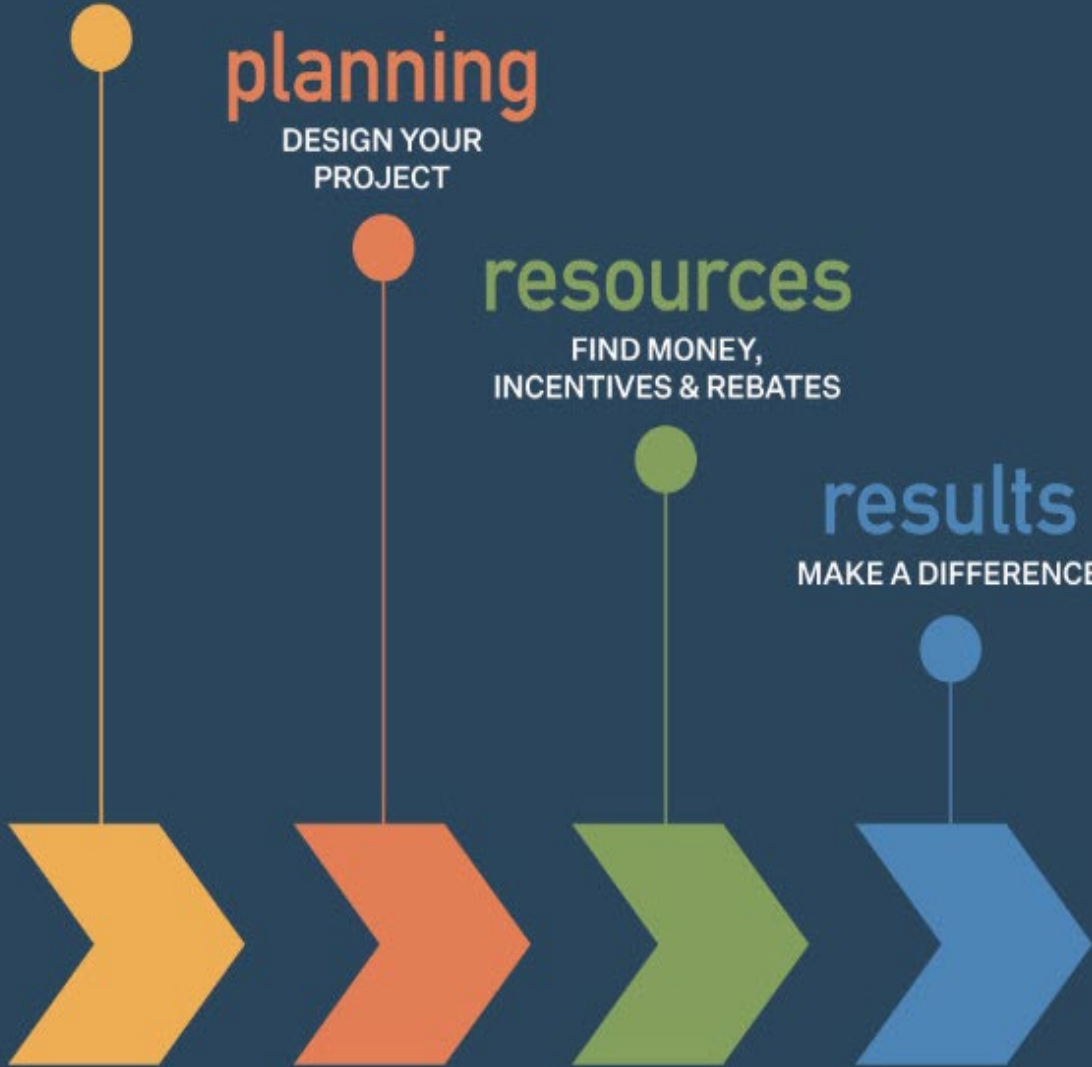 planning
DESIGN YOUR
PROJECT
resources
FIND MONEY,
INCENTIVES & REBATES
results
MAKE A DIFFERENCE